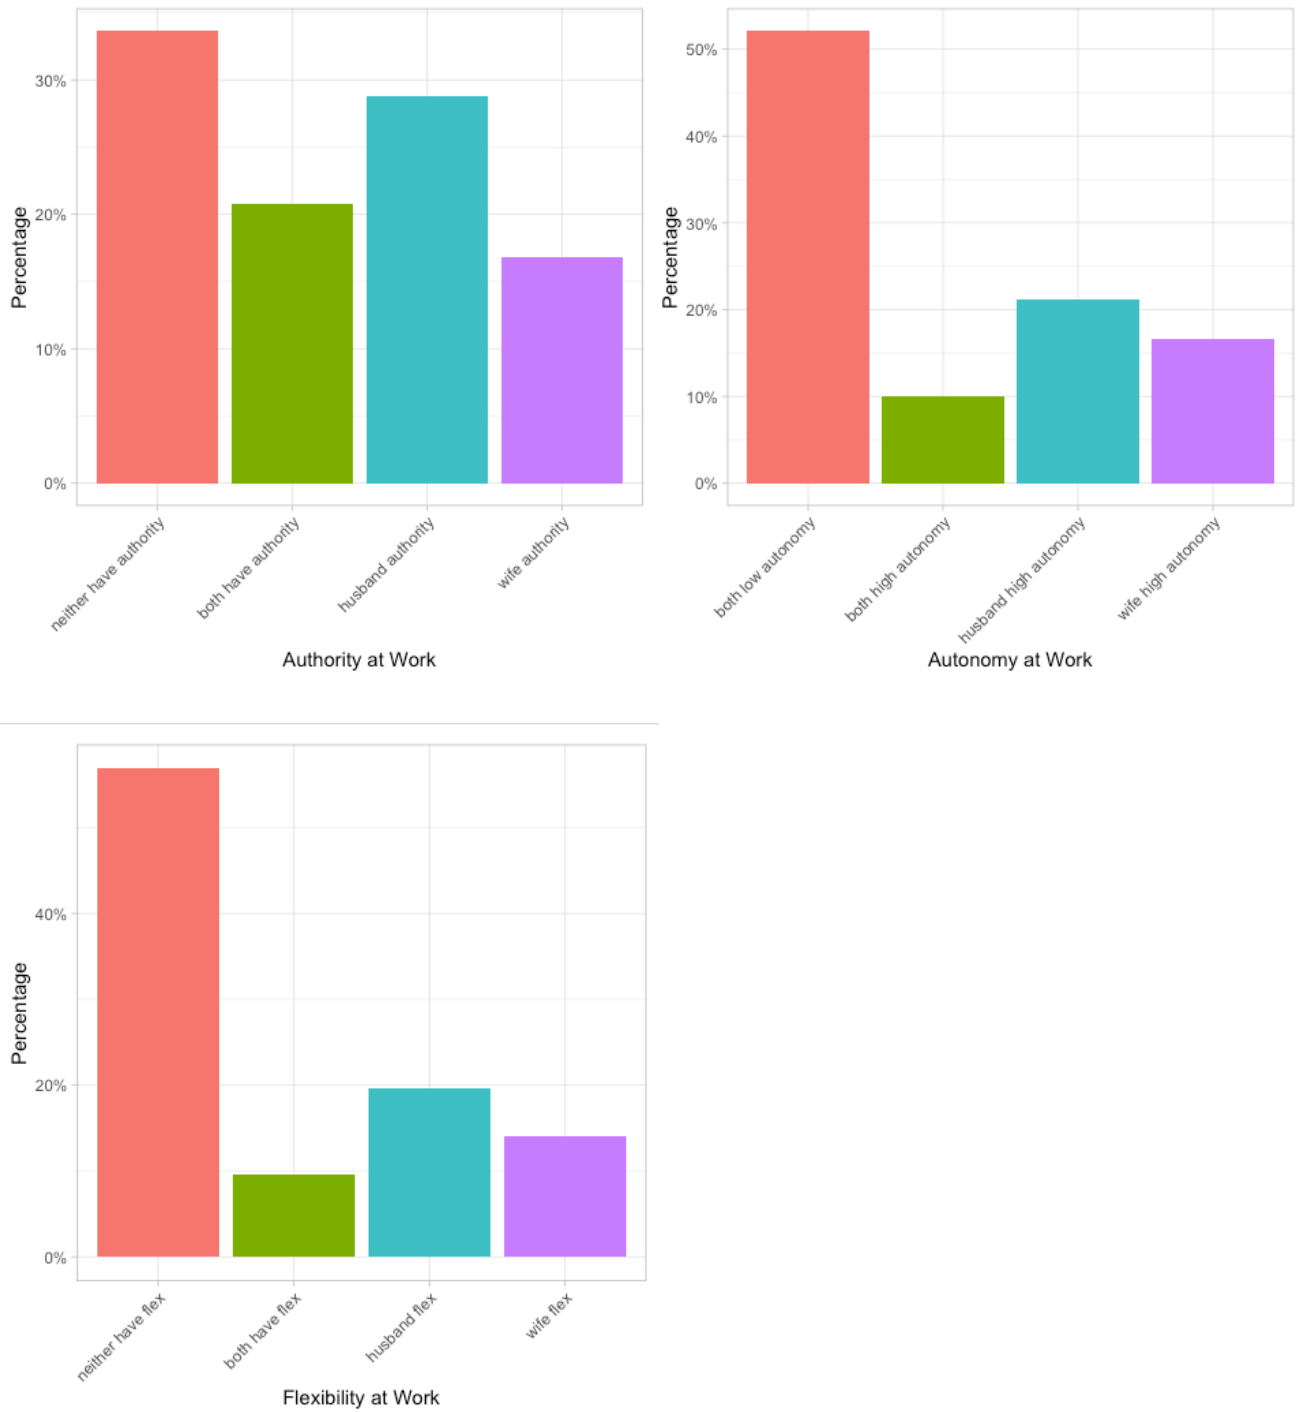 Percentage
30%
20%
10%
0%
neither have authority
both have authority
husband authority
wife authority
Authority at Work
Percentage
50%
40%
30%
20%
10%
0%
both low autonomy
both high autonomy
husband high autonomy
wife high autonomy
Autonomy at Work
Percentage
40%
20%
0%
neither have flex
both have flex
husband flex
wife flex
Flexibility at Work